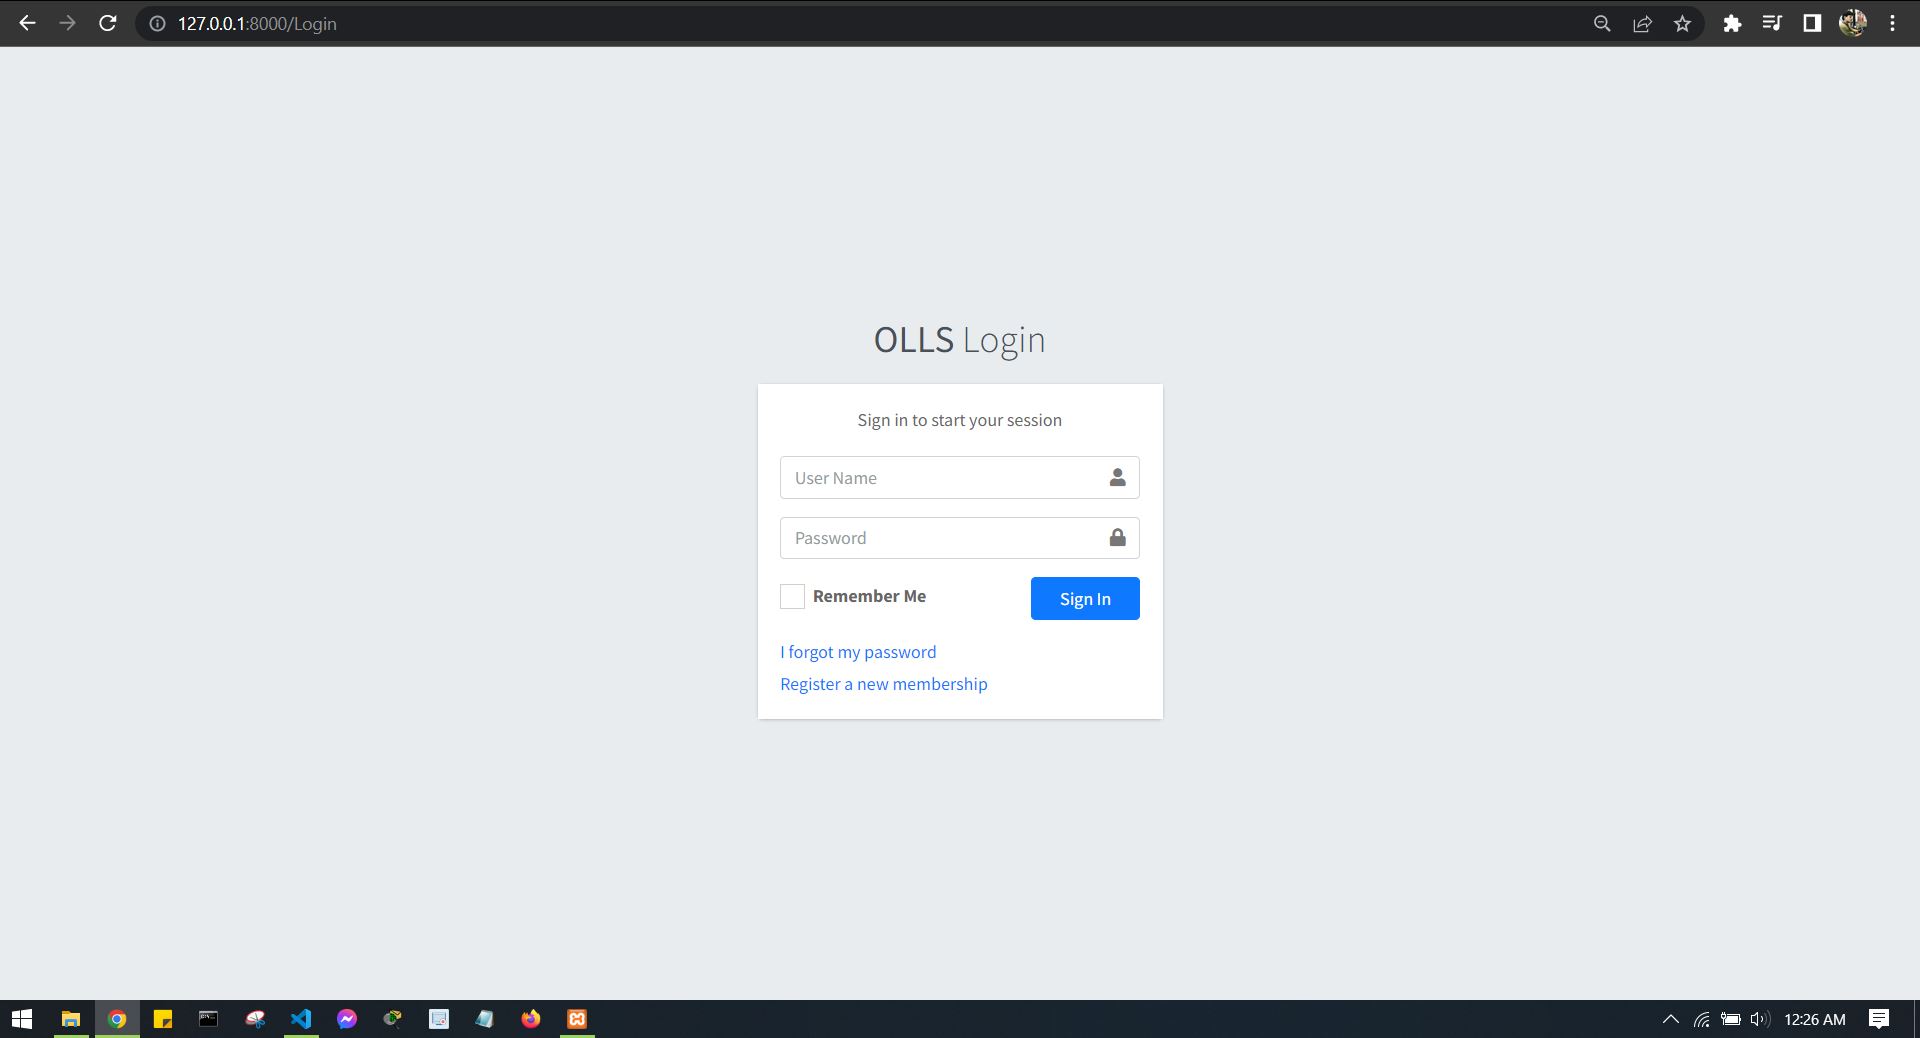 127.0.0.1:8000/Login
OLLS Login
Sign in to start your session
User Name
Password
Remember Me
Sign In
I forgot my password
Register a new membership
12:26 AM